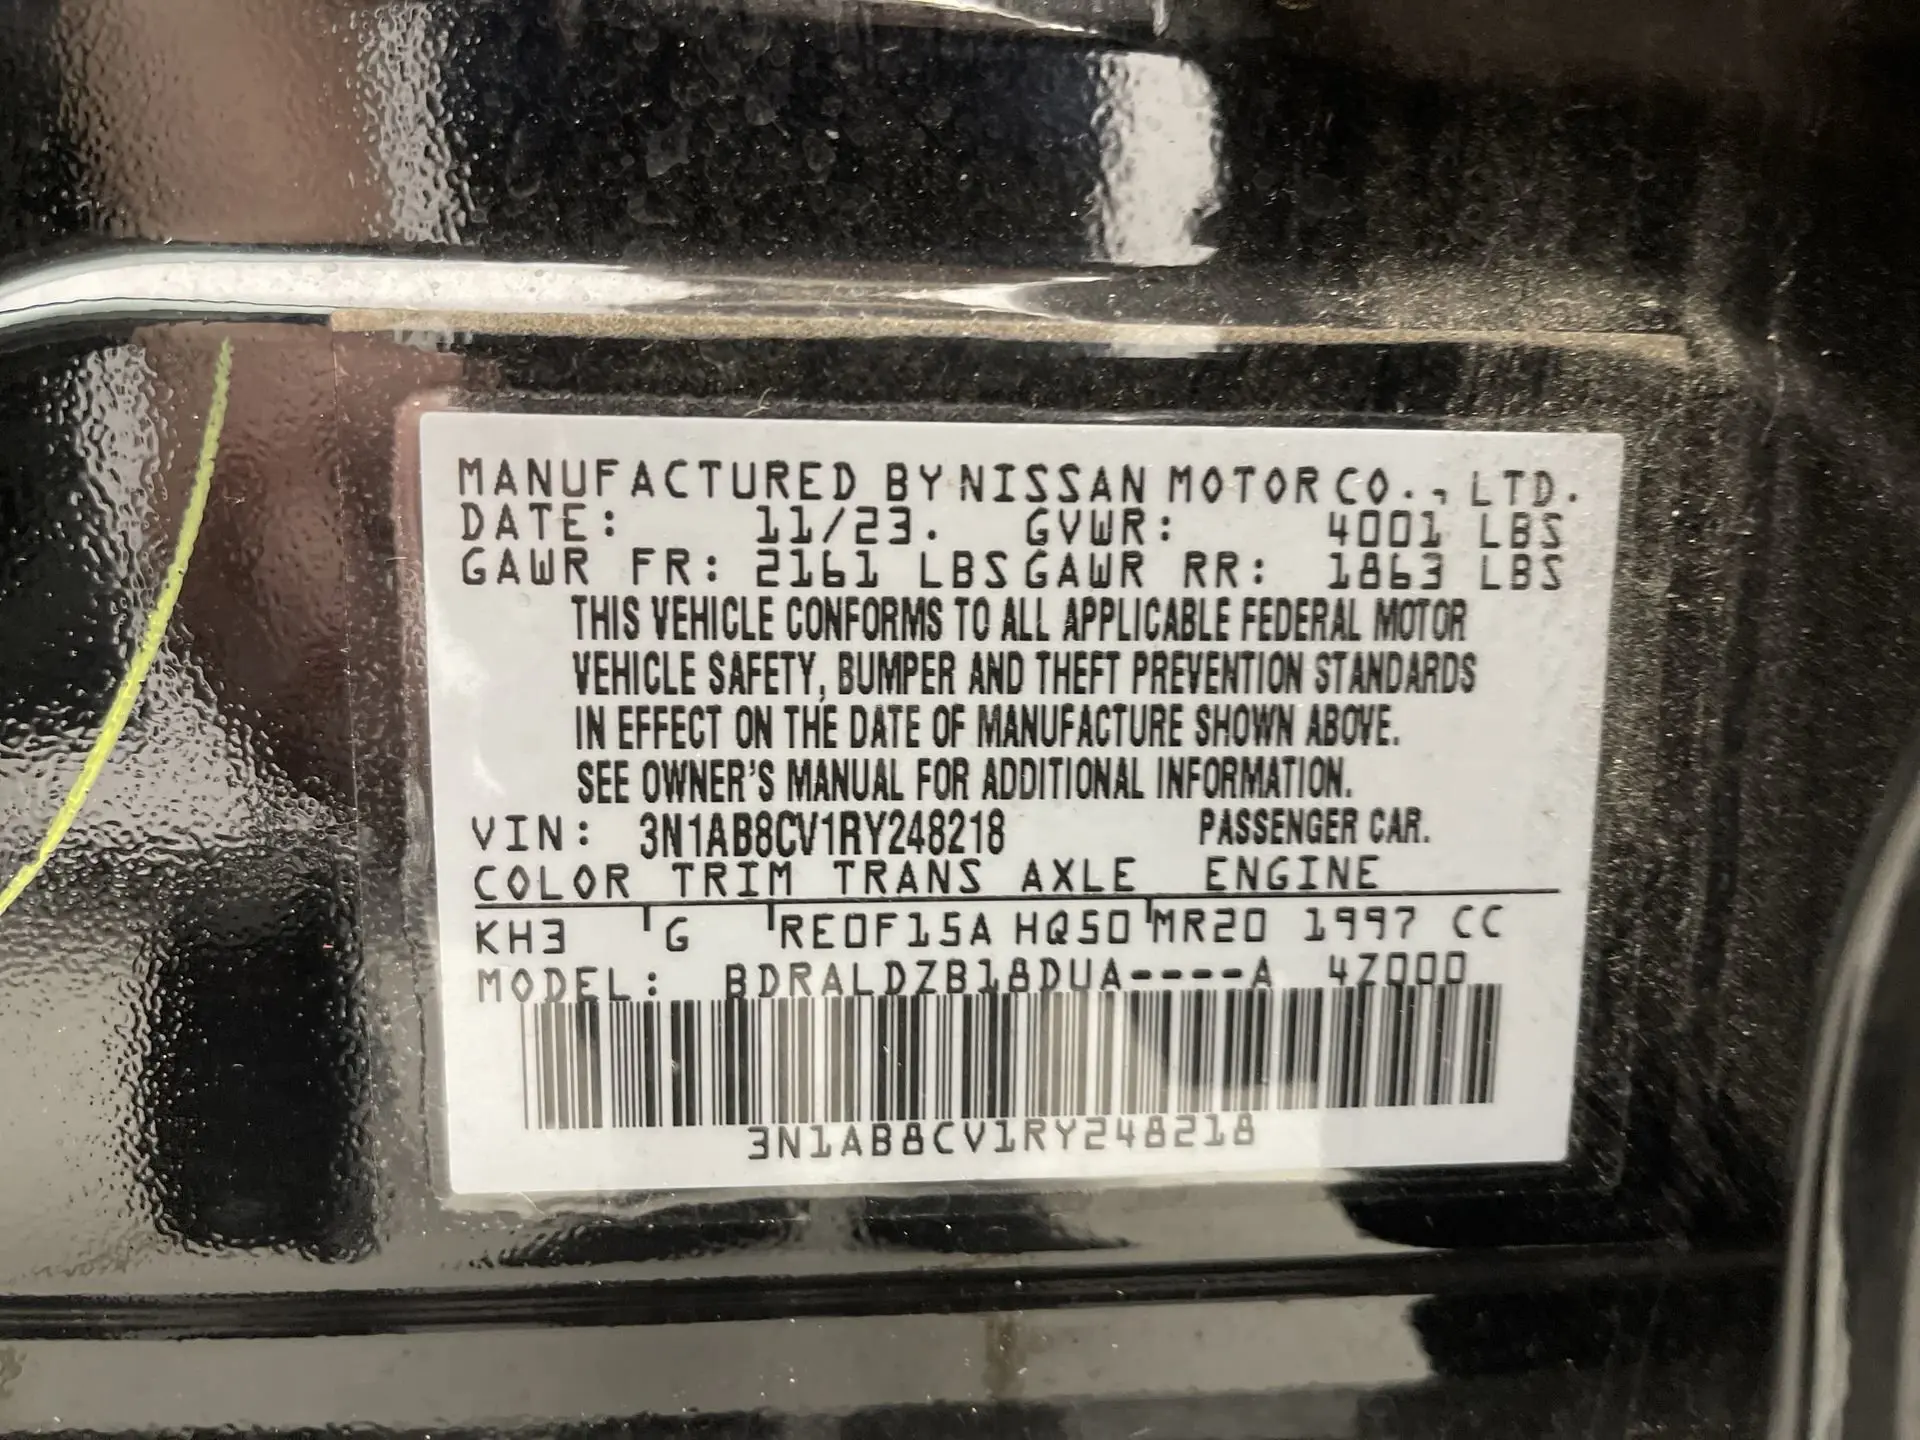 MANUFACTURED BY NISSAN MOTOR CO., LTD.
DATE: 11/23. GVWR: 4001 LBS
GAWR FR: 2161 LBS GAWR RR: 1863 LBS
THIS VEHICLE CONFORMS TO ALL APPLICABLE FEDERAL MOTOR
VEHICLE SAFETY, BUMPER AND THEFT PREVENTION STANDARDS
IN EFFECT ON THE DATE OF MANUFACTURE SHOWN ABOVE.
SEE OWNER'S MANUAL FOR ADDITIONAL INFORMATION.
VIN: 3N1AB8CV1RY248218 PASSENGER CAR.
COLOR TRIM TRANS AXLE ENGINE
KH3 G RE0F15A HQ50 MR20 1997 CC
MODEL: BDRALDZB18DUA----A 4Z000
3N1AB8CV1RY248218